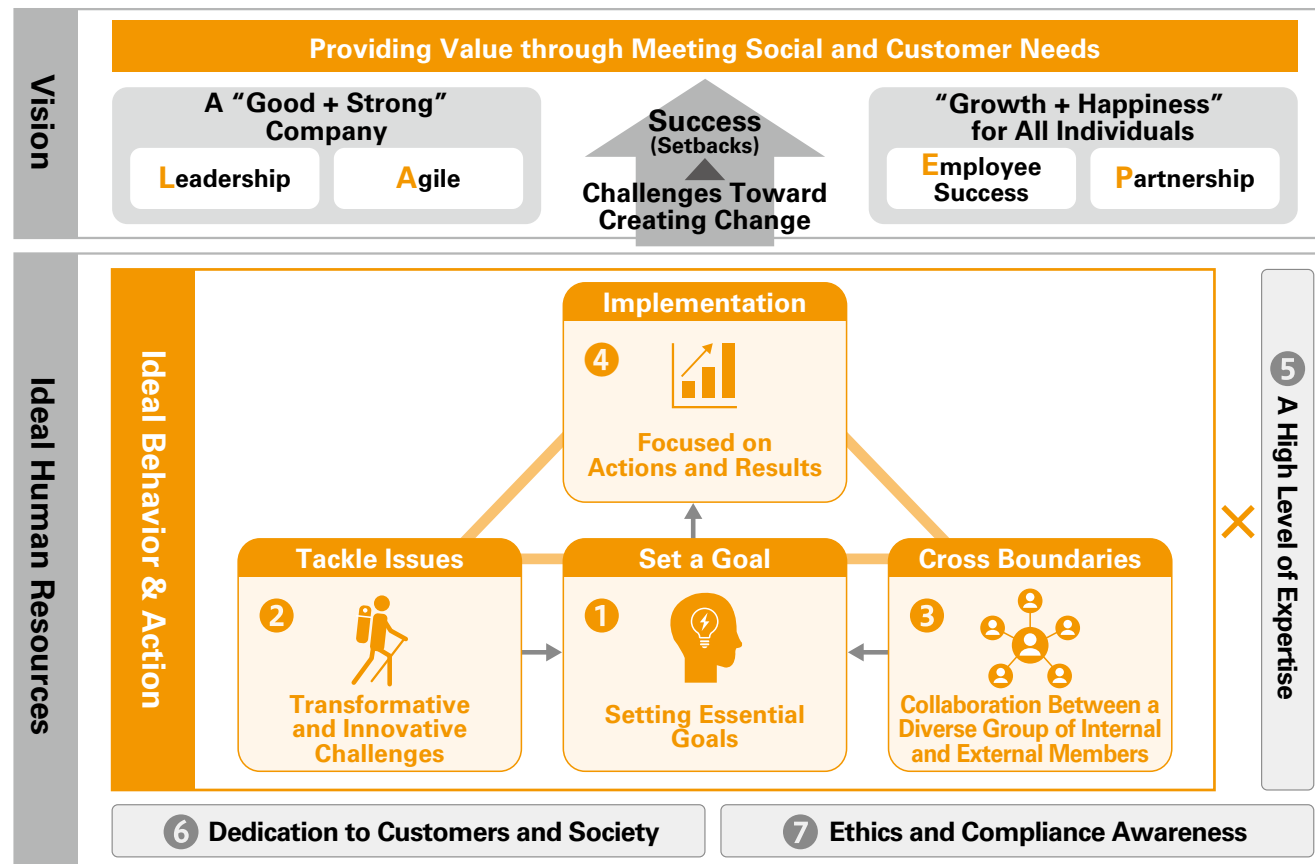 Vision
Providing Value through Meeting Social and Customer Needs
A “Good + Strong”
Company
Leadership
Agile
Success
(Setbacks)
Challenges Toward
Creating Change
“Growth + Happiness”
for All Individuals
Employee
Success
Partnership
Ideal Human Resources
Ideal Behavior & Action
Implementation
4
Focused on
Actions and Results
Tackle Issues
2
Transformative
and Innovative
Challenges
Set a Goal
1
Setting Essential
Goals
Cross Boundaries
3
Collaboration Between a
Diverse Group of Internal
and External Members
×
5 A High Level of Expertise
6 Dedication to Customers and Society
7 Ethics and Compliance Awareness